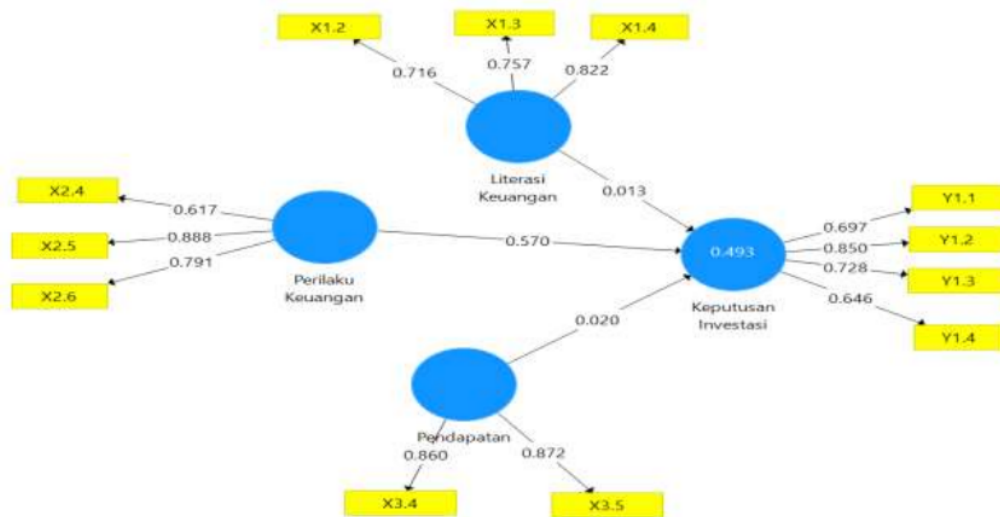 X1.2
X1.3
X1.4
0.716
0.757
0.822
Literasi
Keuangan
0.013
X2.4
X2.5
X2.6
0.617
0.888
0.791
Perilaku
Keuangan
0.570
0.493
Keputusan
Investasi
0.697
0.850
0.728
0.646
Y1.1
Y1.2
Y1.3
Y1.4
0.020
Pendapatan
0.860
0.872
X3.4
X3.5